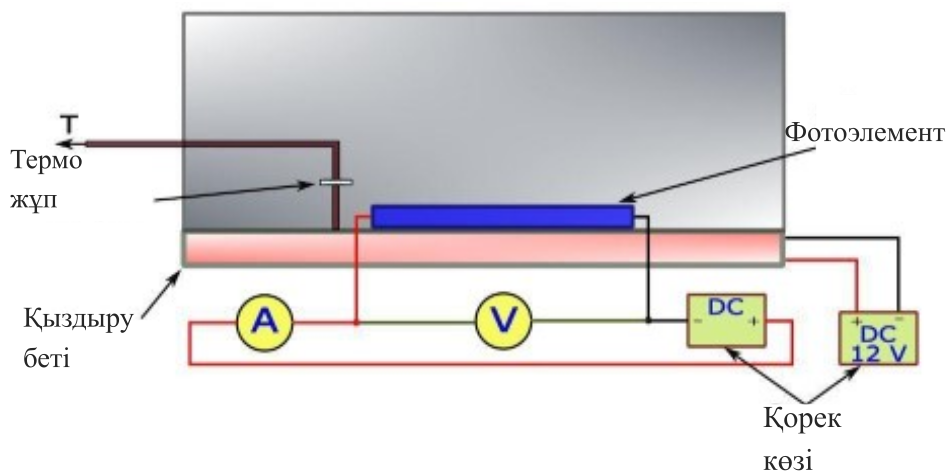 T
Термо
жұп
Фотоэлемент
Қыздыру
беті
A
V
DC
- +
+ -
DC
12 V
Қорек
көзі